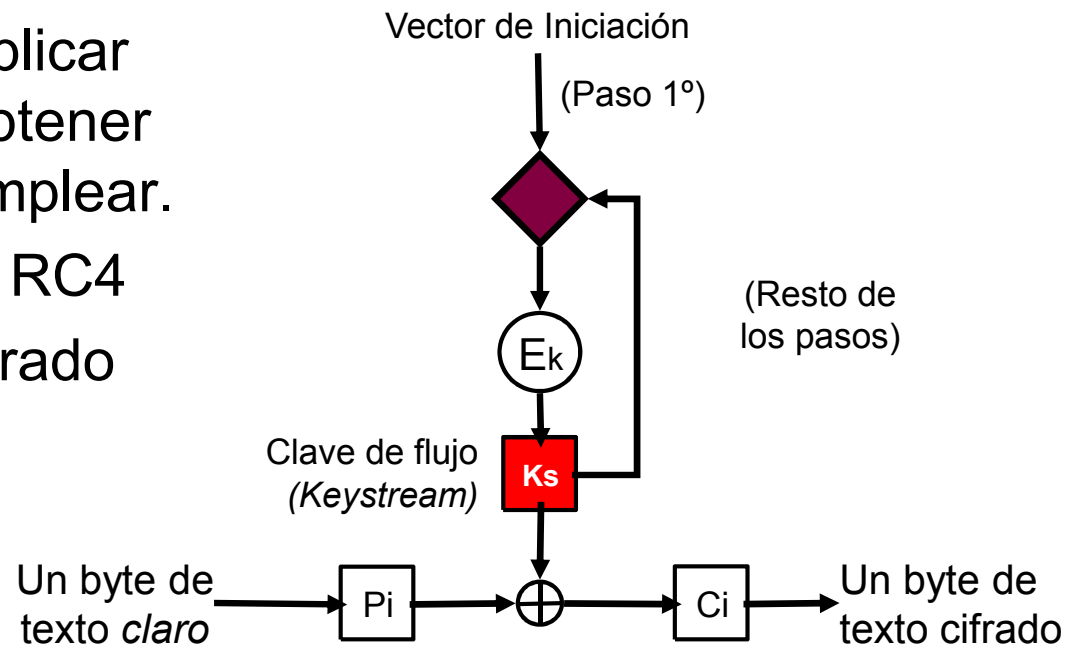 Vector de Iniciación
plicar
(Paso 1º)
otener
mplear.
RC4
(Resto de
los pasos)
Ek
rado
Clave de flujo
(Keystream)
Ks
Un byte de
texto claro
Pi
Ci
Un byte de
texto cifrado